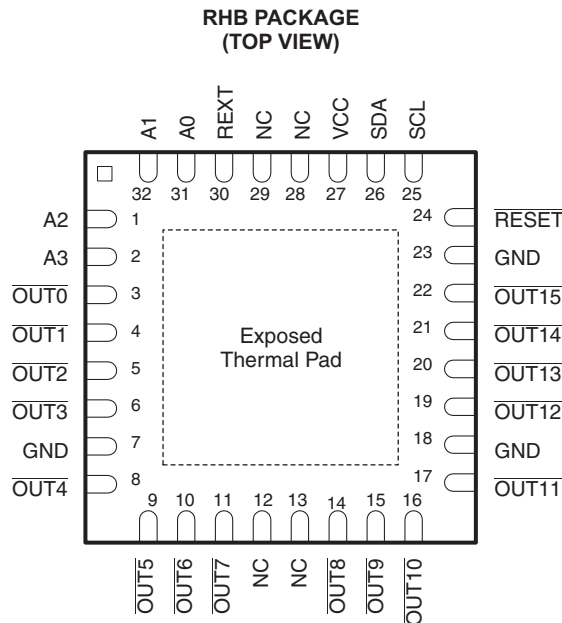 RHB PACKAGE
(TOP VIEW)
A1 A0 REXT NC NC VCC SDA SCL
32 31 30 29 28 27 26 25
A2 1 24 RESET
A3 2 23 GND
OUT0 3 22 OUT15
OUT1 4 21 OUT14
OUT2 5 20 OUT13
OUT3 6 19 OUT12
GND 7 18 GND
OUT4 8 17 OUT11
Exposed
Thermal Pad
9 10 11 12 13 14 15 16
OUT5 OUT6 OUT7 NC NC OUT8 OUT9 OUT10